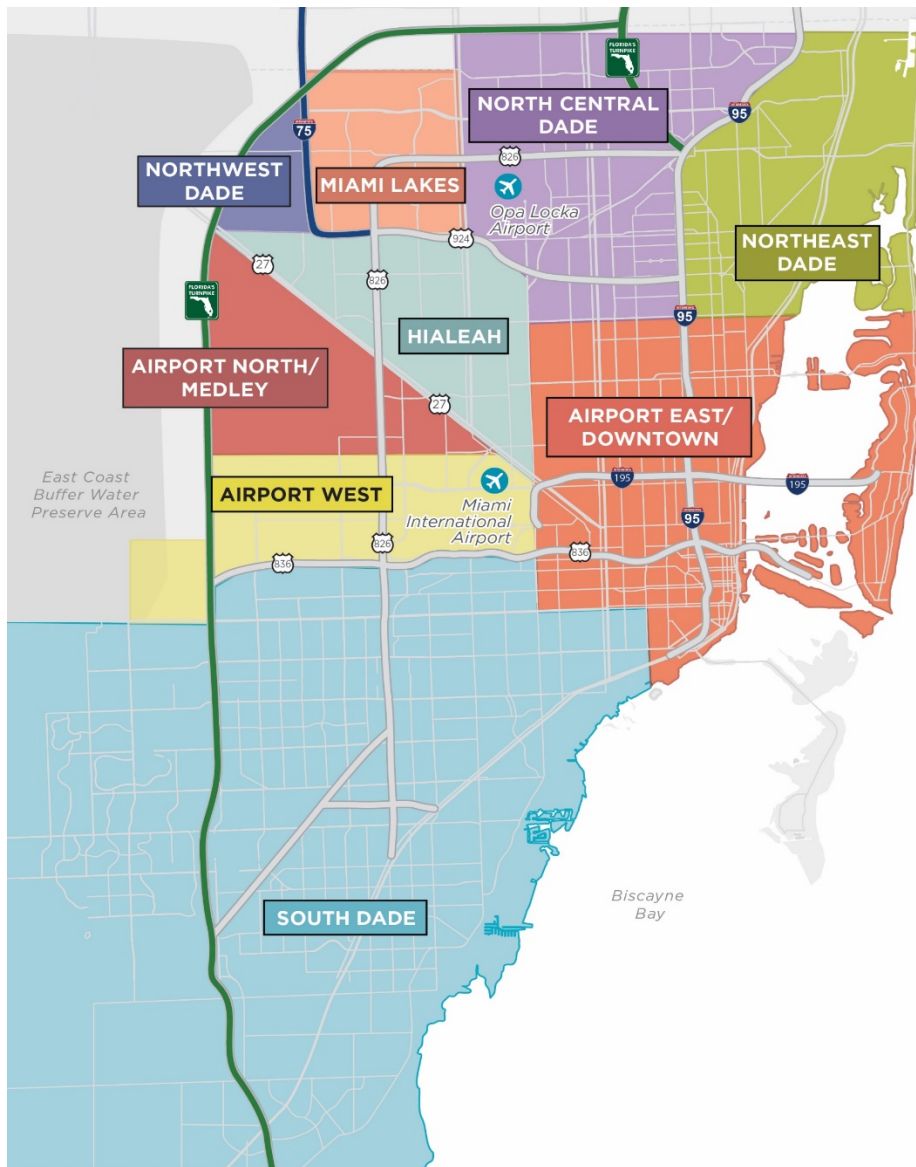 FLORIDA'S
TURNPIKE
NORTH CENTRAL
DADE
95
75
826
NORTHWEST
DADE
MIAMI LAKES
Opa Locka
Airport
924
NORTHEAST
DADE
27
826
FLORIDA'S
TURNPIKE
95
HIALEAH
AIRPORT NORTH/
MEDLEY
27
AIRPORT EAST/
DOWNTOWN
East Coast
Buffer Water
Preserve Area
AIRPORT WEST
Miami
International
Airport
195
195
95
826
836
836
Biscayne
Bay
SOUTH DADE